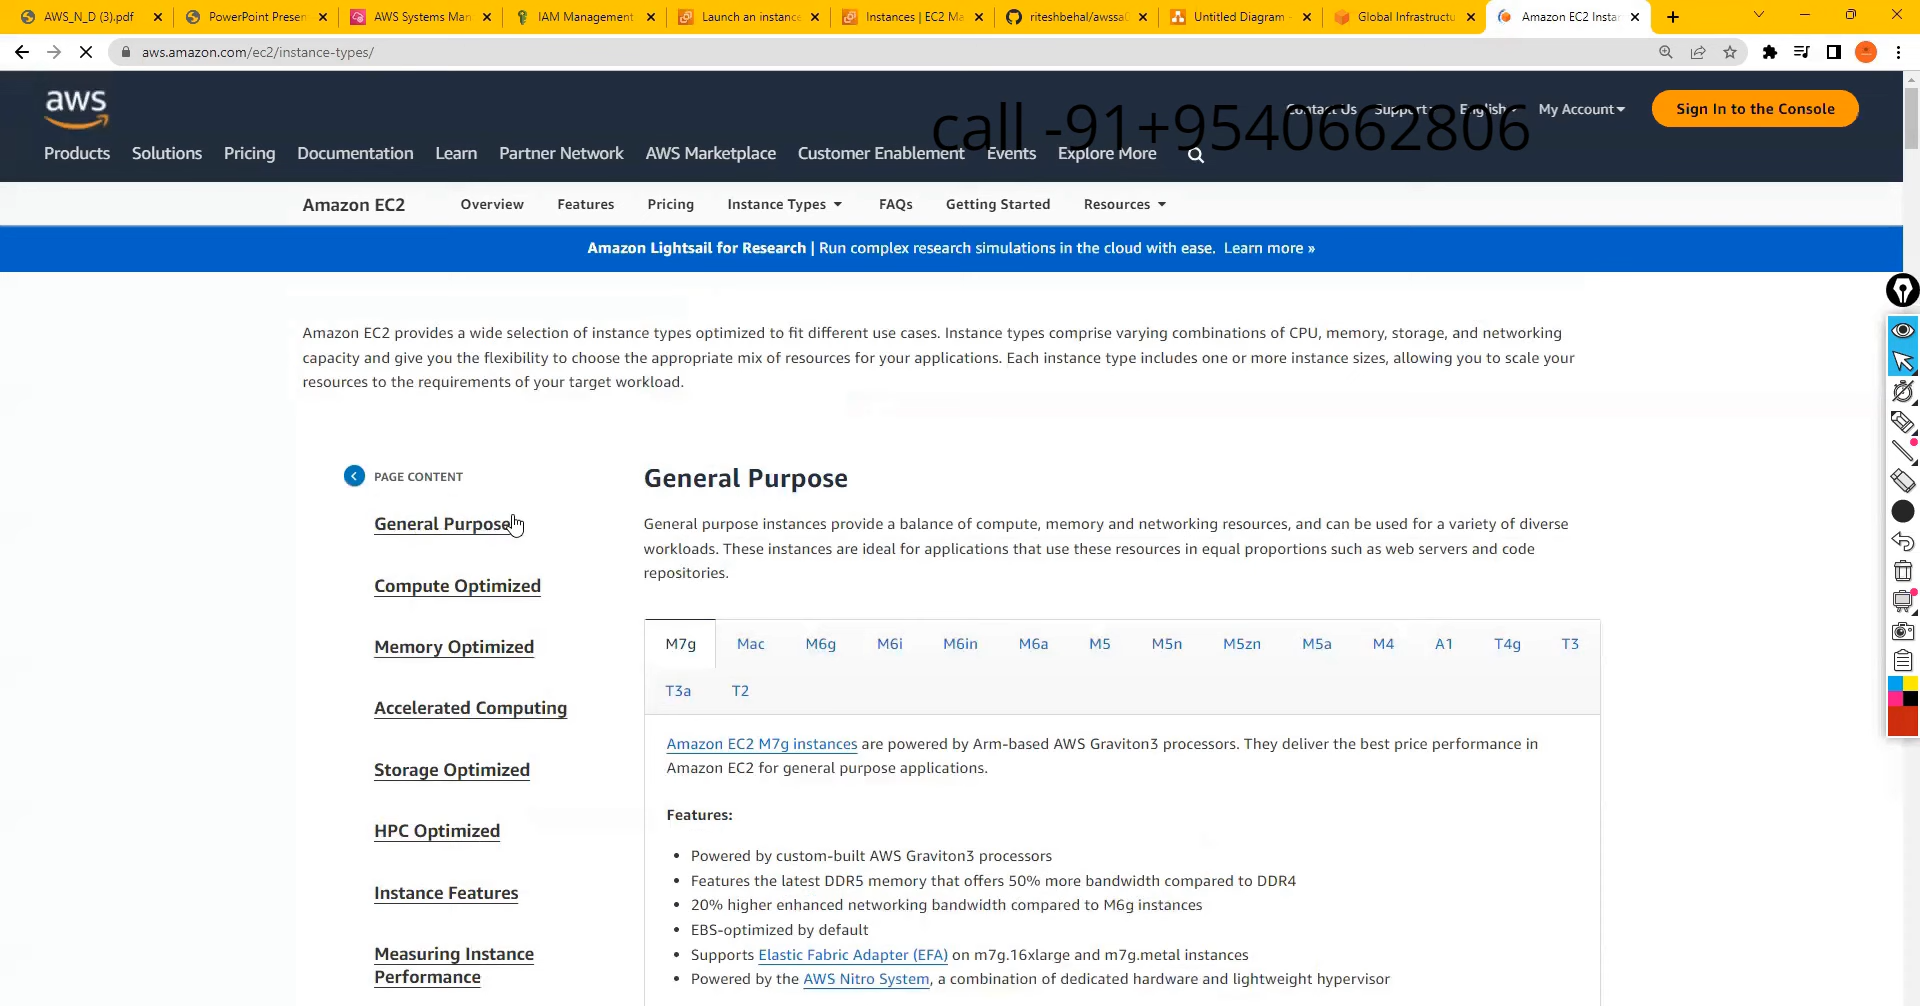 AWS_N_D (3).pdf
PowerPoint Presen
AWS Systems Man
IAM Management
Launch an instance
Instances | EC2 Ma
riteshbehal/awssa
Untitled Diagram -
Global Infrastructu
Amazon EC2 Insta
aws.amazon.com/ec2/instance-types/
aws
call -91+9540662806
Contact Us Support English My Account
Sign In to the Console
Products Solutions Pricing Documentation Learn Partner Network AWS Marketplace Customer Enablement Events Explore More
Amazon EC2 Overview Features Pricing Instance Types FAQs Getting Started Resources
Amazon Lightsail for Research | Run complex research simulations in the cloud with ease. Learn more »
Amazon EC2 provides a wide selection of instance types optimized to fit different use cases. Instance types comprise varying combinations of CPU, memory, storage, and networking
capacity and give you the flexibility to choose the appropriate mix of resources for your applications. Each instance type includes one or more instance sizes, allowing you to scale your
resources to the requirements of your target workload.
PAGE CONTENT
General Purpose
Compute Optimized
Memory Optimized
Accelerated Computing
Storage Optimized
HPC Optimized
Instance Features
Measuring Instance
Performance
General Purpose
General purpose instances provide a balance of compute, memory and networking resources, and can be used for a variety of diverse
workloads. These instances are ideal for applications that use these resources in equal proportions such as web servers and code
repositories.
M7g Mac M6g M6i M6in M6a M5 M5n M5zn M5a M4 A1 T4g T3
T3a T2
Amazon EC2 M7g instances are powered by Arm-based AWS Graviton3 processors. They deliver the best price performance in
Amazon EC2 for general purpose applications.
Features:
• Powered by custom-built AWS Graviton3 processors
• Features the latest DDR5 memory that offers 50% more bandwidth compared to DDR4
• 20% higher enhanced networking bandwidth compared to M6g instances
• EBS-optimized by default
• Supports Elastic Fabric Adapter (EFA) on m7g.16xlarge and m7g.metal instances
• Powered by the AWS Nitro System, a combination of dedicated hardware and lightweight hypervisor